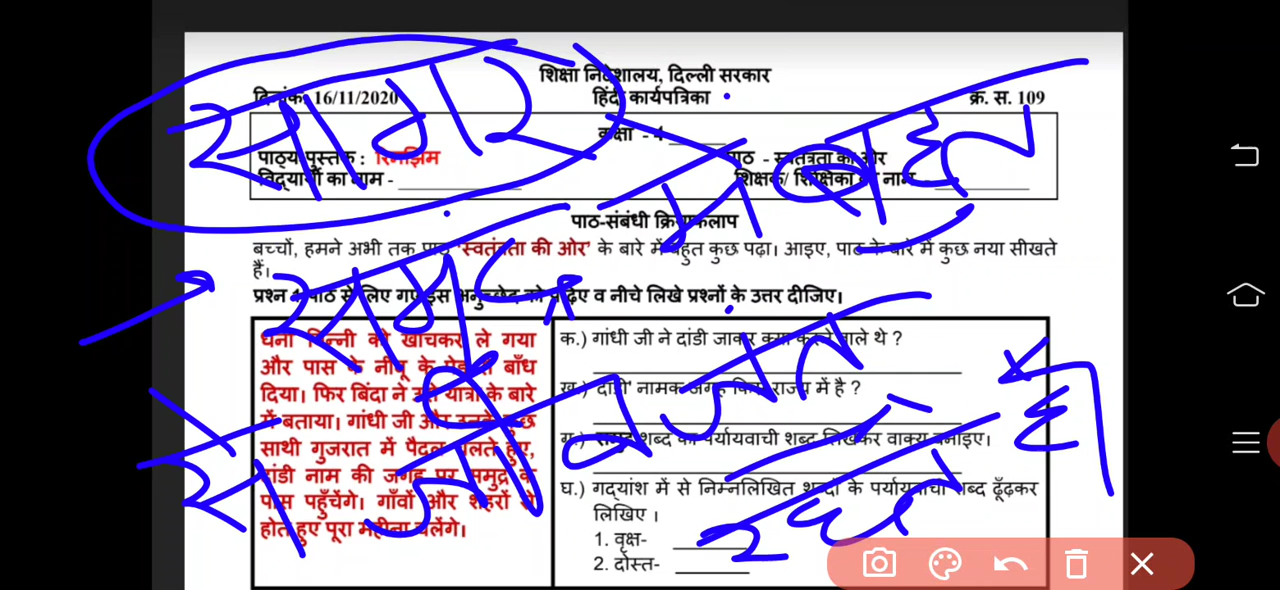 शिक्षा निदेशालय, दिल्ली सरकार
दिनांक: 16/11/2020 हिंदी कार्यपत्रिका क्र. स. 109
कक्षा - 4
पाठ्य पुस्तक : रिमझिम पाठ - स्वतंत्रता की ओर
विद्यार्थी का नाम - शिक्षक/ शिक्षिका का नाम -
सागर
पाठ-संबंधी क्रियाकलाप
बच्चों, हमने अभी तक पाठ 'स्वतंत्रता की ओर' के बारे में बहुत कुछ पढ़ा। आइए, पाठ के बारे में कुछ नया सीखते
हैं।
प्रश्न पाठ से लिए गए इस अनुच्छेद को पढ़िए व नीचे लिखे प्रश्नों के उत्तर दीजिए।
धनी बिन्नी को खींचकर ले गया
और पास के नींबू के पेड़ से बाँध
दिया। फिर बिंदा ने उसे यात्रा के बारे
में बताया। गांधी जी और उनके कुछ
साथी गुजरात में पैदल चलते हुए,
दांडी नाम की जगह पर समुद्र के
पास पहुँचेंगे। गाँवों और शहरों से
होते हुए पूरा महीना चलेंगे।
क.) गांधी जी ने दांडी जाकर क्या करने वाले थे ?
ख.) 'दांडी' नामक जगह किस राज्य में है ?
ग.) समुद्र शब्द का पर्यायवाची शब्द लिखकर वाक्य बनाइए।
घ.) गद्यांश में से निम्नलिखित शब्दों के पर्यायवाची शब्द ढूँढ़कर
लिखिए ।
1. वृक्ष-
2. दोस्त-